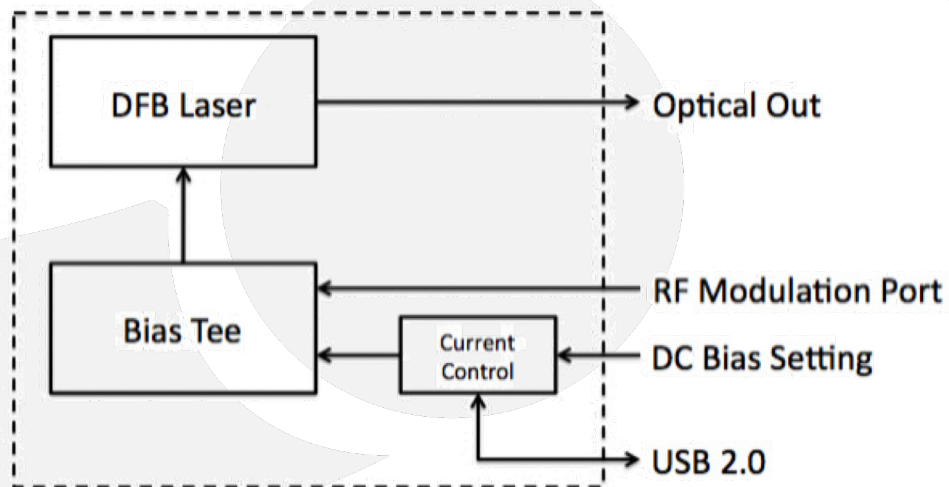 DFB Laser
Optical Out
RF Modulation Port
Bias Tee
Current
Control
DC Bias Setting
USB 2.0